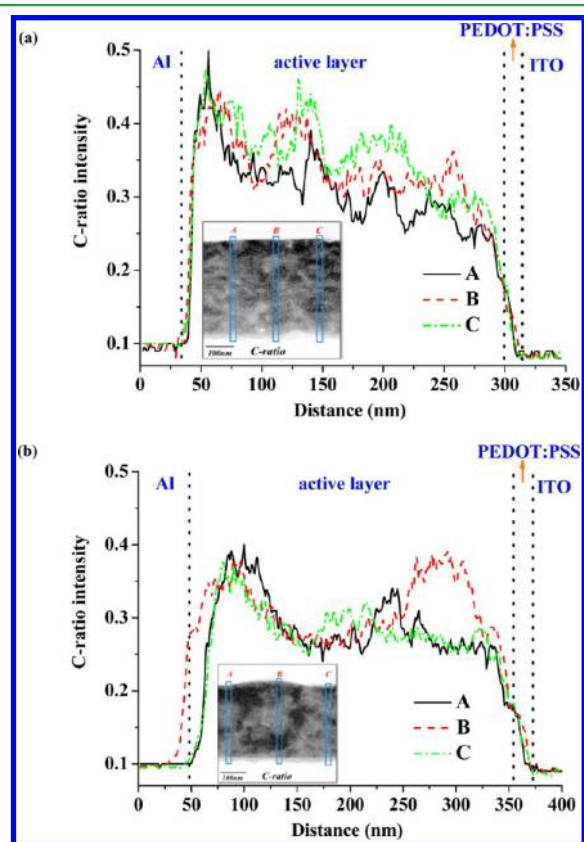 (a)
PEDOT:PSS
Al
active layer
ITO
0.5
0.4
0.3
0.2
0.1
C-ratio intensity
A B C
100nm
C-ratio
A
B
C
0 50 100 150 200 250 300 350
Distance (nm)
(b)
PEDOT:PSS
Al
active layer
ITO
0.5
0.4
0.3
0.2
0.1
C-ratio intensity
A B C
100nm
C-ratio
A
B
C
0 50 100 150 200 250 300 350 400
Distance (nm)